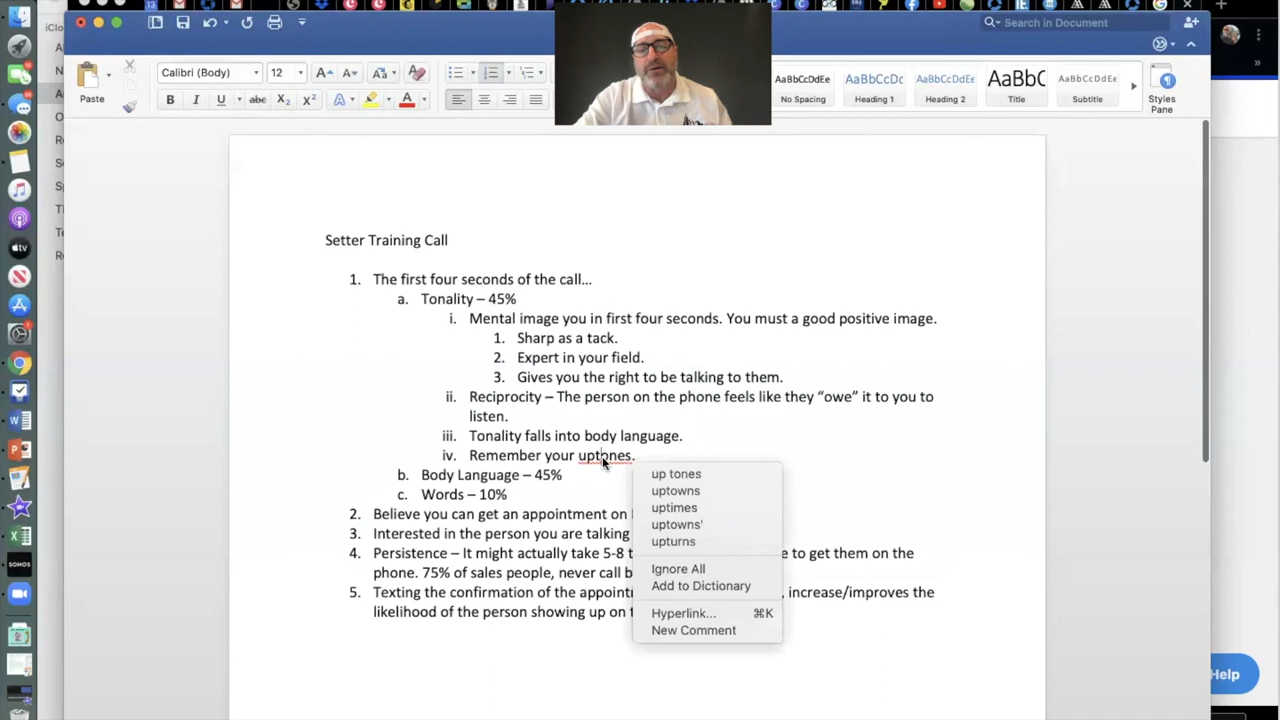 Search in Document
Calibri (Body)
12
Paste
B I U abc X₂ X²
AaBbCcDdEe
AaBbCcDc
AaBbCcDdEe
AaBbC
AaBbCcDdEe
No Spacing
Heading 1
Heading 2
Title
Subtitle
Styles
Pane
Setter Training Call
1. The first four seconds of the call…
a. Tonality – 45%
i. Mental image you in first four seconds. You must a good positive image.
1. Sharp as a tack.
2. Expert in your field.
3. Gives you the right to be talking to them.
ii. Reciprocity – The person on the phone feels like they “owe” it to you to
listen.
iii. Tonality falls into body language.
iv. Remember your uptones.
b. Body Language – 45%
c. Words – 10%
2. Believe you can get an appointment on
3. Interested in the person you are talking
4. Persistence – It might actually take 5-8 t e to get them on the
phone. 75% of sales people, never call b
5. Texting the confirmation of the appoint , increase/improves the
likelihood of the person showing up on t
up tones
uptowns
uptimes
uptowns'
upturns
Ignore All
Add to Dictionary
Hyperlink... ⌘K
New Comment
Help